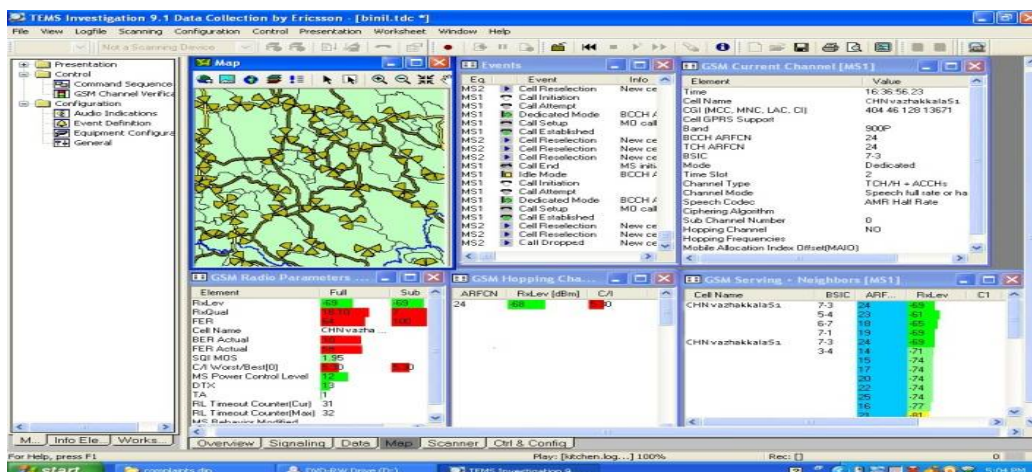 TEMS Investigation 9.1 Data Collection by Ericsson - [binil.tdc *]
File View Logfile Scanning Configuration Control Presentation Worksheet Window Help
Not a Scanning Device
Presentation
Control
Command Sequence
GSM Channel Verifica
Configuration
Audio Indications
Event Definition
Equipment Configura
General
M... Info Ele... Works...
Map
Events
Eq. Event Info
MS2 Cell Reselection New ce
MS1 Call Initiation
MS1 Call Attempt
MS1 Dedicated Mode BCCH A
MS1 Call Setup MO call
MS1 Call Established
MS2 Cell Reselection New ce
MS2 Cell Reselection New ce
MS2 Cell Reselection New ce
MS1 Call End MS initi
MS1 Idle Mode BCCH A
MS1 Call Initiation
MS1 Call Attempt
MS1 Dedicated Mode BCCH A
MS1 Call Setup MO call
MS1 Call Established
MS2 Cell Reselection New ce
MS2 Cell Reselection New ce
MS2 Call Dropped New ce
GSM Current Channel [MS1]
Element Value
Time 16:36:56.23
Cell Name CHNvazhakkalaS1
CGI (MCC, MNC, LAC, CI) 404 46 128 13671
Cell GPRS Support
Band 900P
BCCH ARFCN 24
TCH ARFCN 24
BSIC 7-3
Mode Dedicated
Time Slot 2
Channel Type TCH/H + ACCHs
Channel Mode Speech full rate or ha
Speech Codec AMR Half Rate
Ciphering Algorithm
Sub Channel Number 0
Hopping Channel NO
Hopping Frequencies
Mobile Allocation Index Offset(MAIO)
GSM Radio Parameters ...
Element Full Sub
RxLev -69 -69
RxQual
FER 100
Cell Name CHNvazha ...
BER Actual
FER Actual
SQI MOS 1.95
C/I Worst/Best[0]
MS Power Control Level 12
DTX
TA 1
RL Timeout Counter(Cur) 31
RL Timeout Counter(Max) 32
MS Behavior Modified
GSM Hopping Cha...
ARFCN RxLev [dBm] C/I
24 -68
GSM Serving + Neighbors [MS1]
Cell Name BSIC ARF... RxLev C1
CHNvazhakkalaS1 7-3 24 -69
5-4 23 -61
6-7 18 -65
7-1 19 -69
CHNvazhakkalaS1 7-3 24 -69
3-4 14 -71
15 -74
17 -74
20 -74
22 -74
25 -74
16 -77
21 -81
Overview Signaling Data Map Scanner Ctrl & Config
For Help, press F1
Play: [kitchen.log...] 100%
Rec: []
0
start
complaints dip
DVD-RW Drive (D:)
TEMS Investigation 9....
5:04 PM